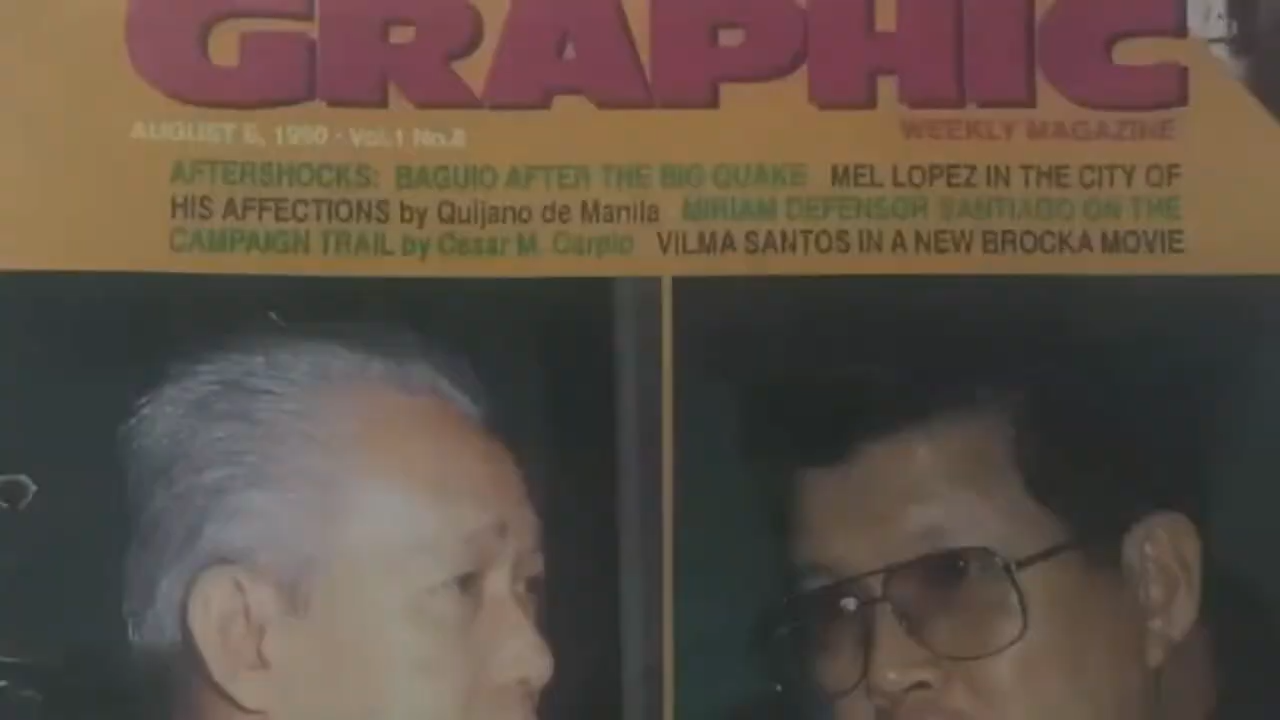 GRAPHIC
AUGUST 6, 1990 - Vol.1 No.8
WEEKLY MAGAZINE
AFTERSHOCKS: BAGUIO AFTER THE BIG QUAKE MEL LOPEZ IN THE CITY OF
HIS AFFECTIONS by Quijano de Manila MIRIAM DEFENSOR SANTIAGO ON THE
CAMPAIGN TRAIL by Cesar M. Carpio VILMA SANTOS IN A NEW BROCKA MOVIE